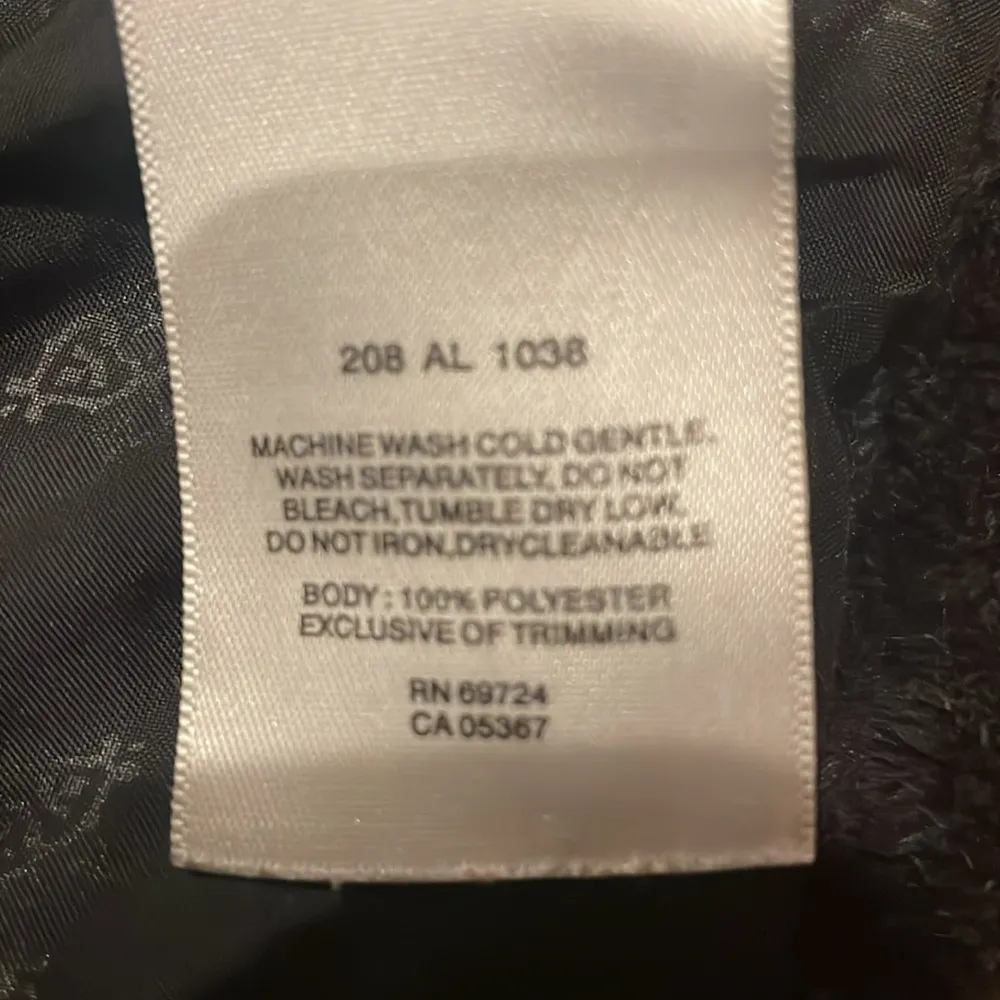 208 AL 1038
MACHINE WASH COLD GENTLE.
WASH SEPARATELY, DO NOT
BLEACH, TUMBLE DRY LOW.
DO NOT IRON, DRYCLEANABLE
BODY : 100% POLYESTER
EXCLUSIVE OF TRIMMING
RN 69724
CA 05367